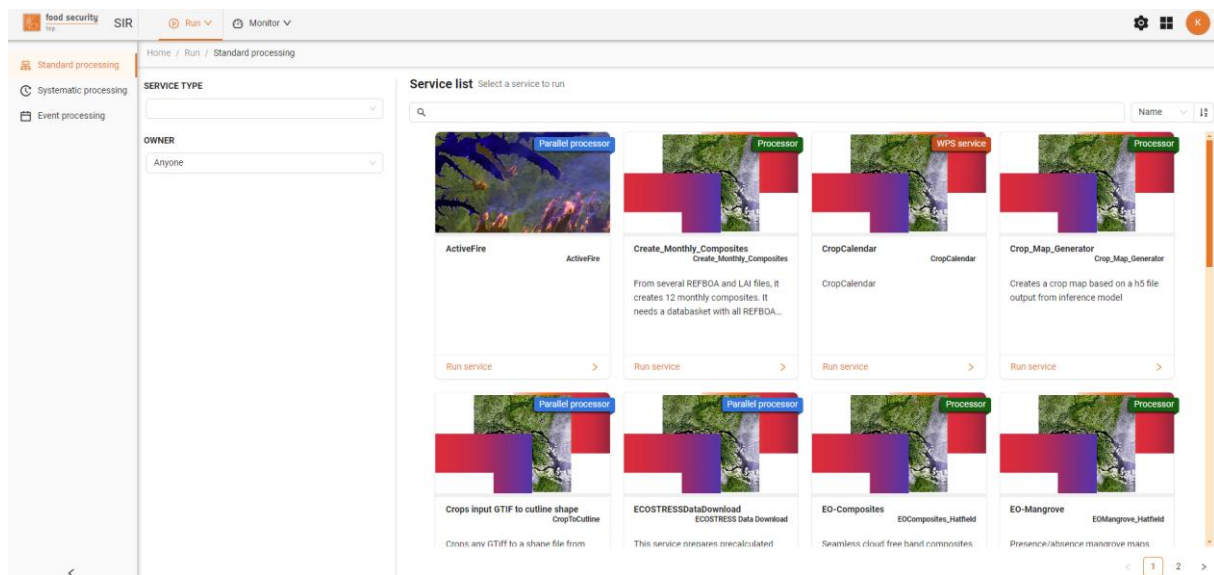 food security
tep
SIR
Run
Monitor
K
Standard processing
Systematic processing
Event processing
Home / Run / Standard processing
SERVICE TYPE
OWNER
Anyone
Service list Select a service to run
Name
Parallel processor
ActiveFire
ActiveFire
Run service
Processor
Create_Monthly_Composites
Create_Monthly_Composites
From several REFBOA and LAI files, it
creates 12 monthly composites. It
needs a databasket with all REFBOA...
Run service
WPS service
CropCalendar
CropCalendar
CropCalendar
Run service
Processor
Crop_Map_Generator
Crop_Map_Generator
Creates a crop map based on a h5 file
output from inference model
Run service
Parallel processor
Crops input GTIF to cutline shape
CropToCutline
Crops any GTiff to a shape file from
Parallel processor
ECOSTRESSDataDownload
ECOSTRESS Data Download
This service prepares precalculated
Processor
EO-Composites
EOComposites_Hatfield
Seamless cloud free band composites
Processor
EO-Mangrove
EOMangrove_Hatfield
Presence/absence mangrove maps
1 2